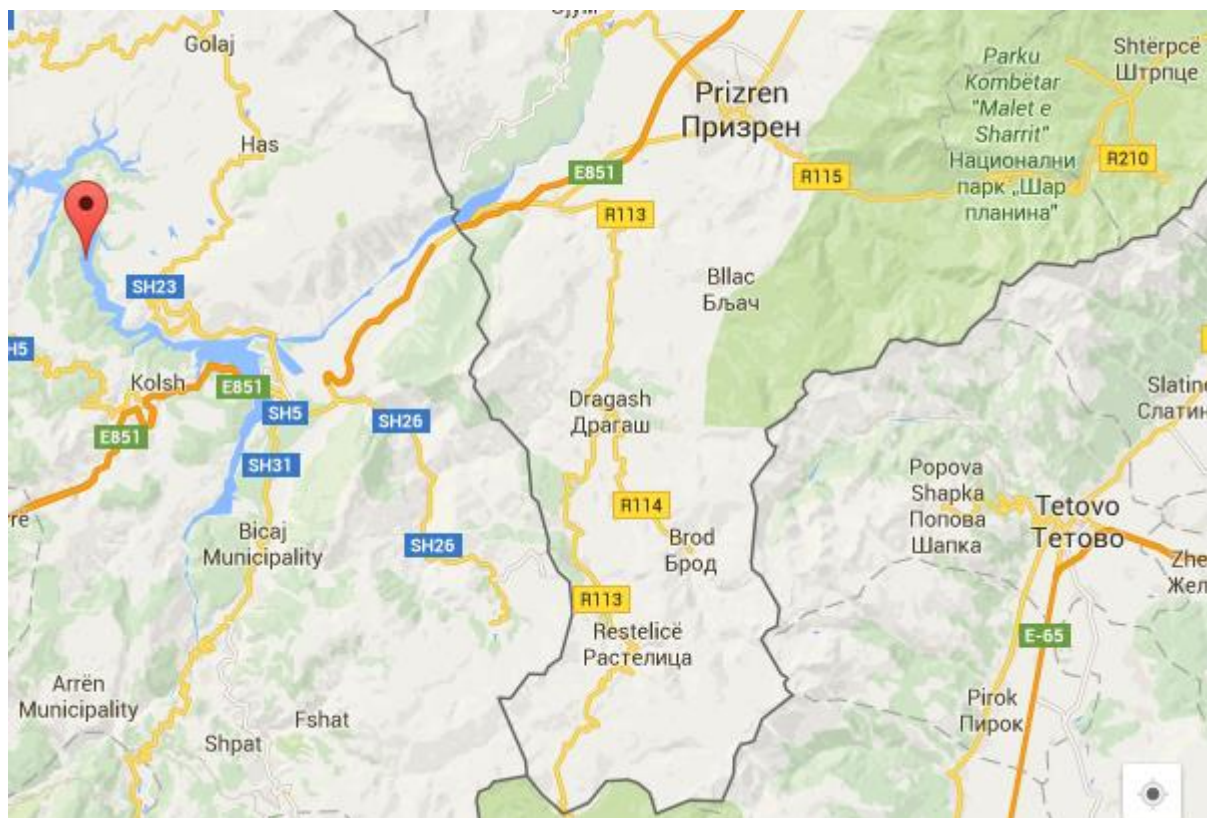 Golaj
Shtërpcë
Штрпце
Parku
Kombëtar
"Malet e
Sharrit"
Национални
парк „Шар
планина“
Prizren
Призрен
Has
R210
E851
R115
R113
Bllac
Бљач
SH23
H5
Kolsh
E851
SH5
E851
SH26
SH31
Dragash
Драгаш
Slatin
Слатин
Popova
Shapka
Попова
Шапка
Tetovo
Тетово
R114
Brod
Брод
Bicaj
Municipality
SH26
Zhe
Жел
R113
Restelicë
Растелица
E-65
Arrën
Municipality
Fshat
Shpat
Pirok
Пирок